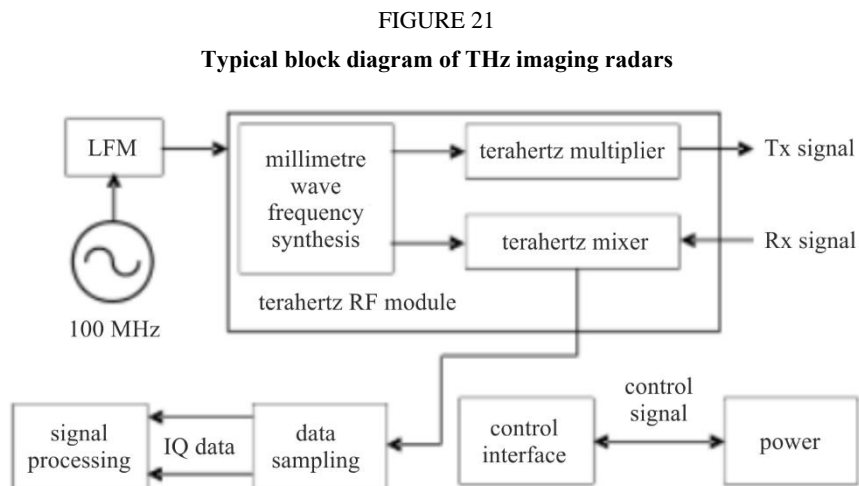 FIGURE 21
Typical block diagram of THz imaging radars
LFM
millimetre
wave
frequency
synthesis
terahertz multiplier
Tx signal
terahertz mixer
Rx signal
terahertz RF module
100 MHz
signal
processing
IQ data
data
sampling
control
interface
control
signal
power